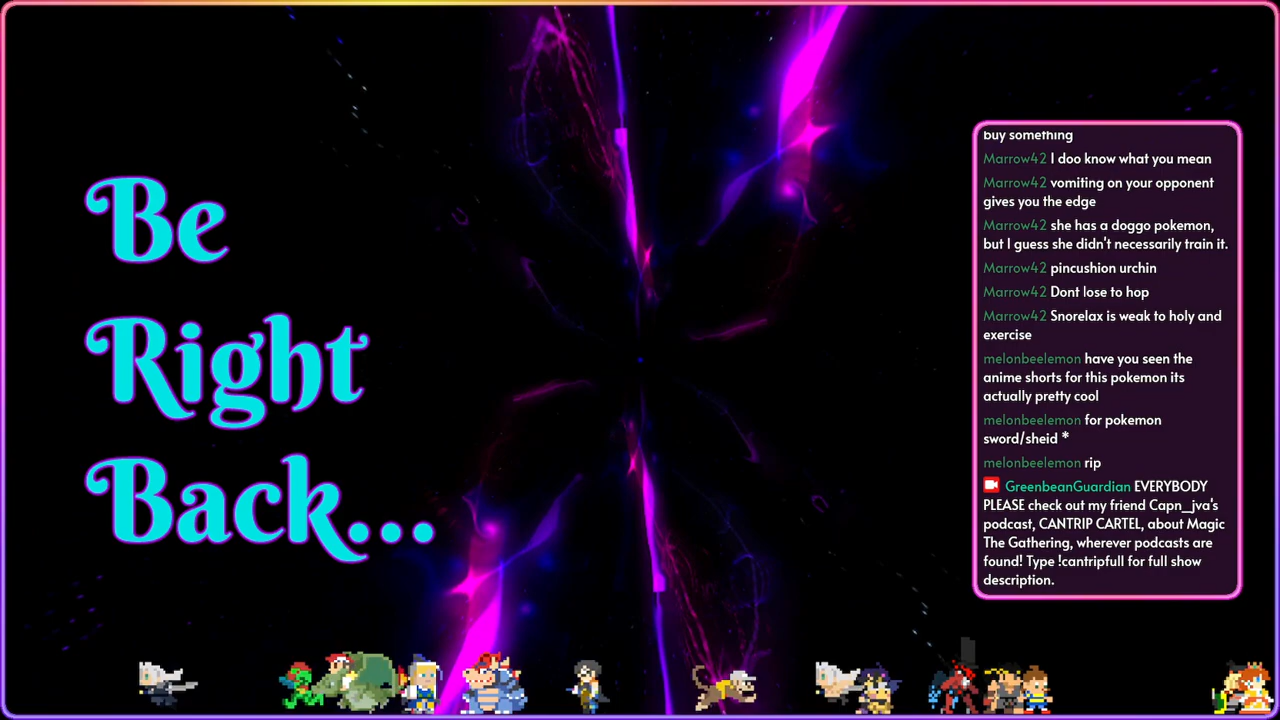 Be
Right
Back...
buy something
Marrow42 I doo know what you mean
Marrow42 vomiting on your opponent
gives you the edge
Marrow42 she has a doggo pokemon,
but I guess she didn't necessarily train it.
Marrow42 pincushion urchin
Marrow42 Dont lose to hop
Marrow42 Snorelax is weak to holy and
exercise
melonbeelemon have you seen the
anime shorts for this pokemon its
actually pretty cool
melonbeelemon for pokemon
sword/sheid *
melonbeelemon rip
GreenbeanGuardian EVERYBODY
PLEASE check out my friend Capn__jva's
podcast, CANTRIP CARTEL, about Magic
The Gathering, wherever podcasts are
found! Type !cantripfull for full show
description.